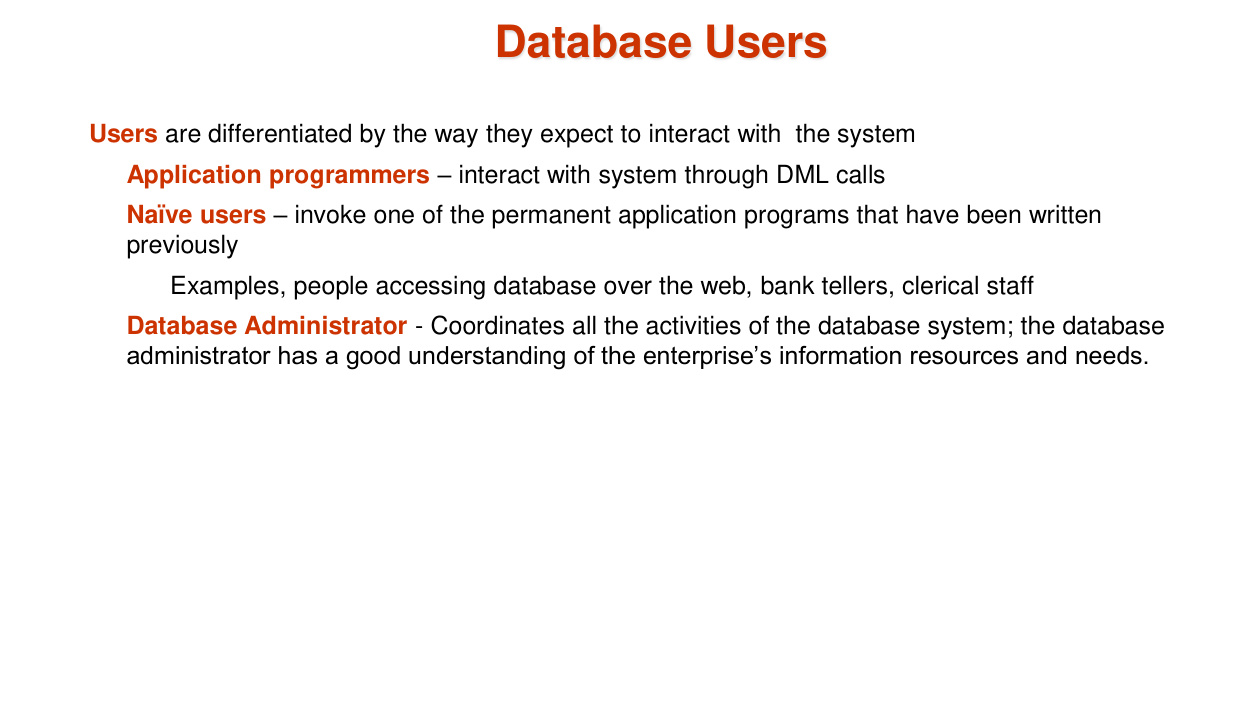 Database Users
Users are differentiated by the way they expect to interact with  the system
Application programmers – interact with system through DML calls
Naïve users – invoke one of the permanent application programs that have been written
previously
Examples, people accessing database over the web, bank tellers, clerical staff
Database Administrator - Coordinates all the activities of the database system; the database
administrator has a good understanding of the enterprise’s information resources and needs.